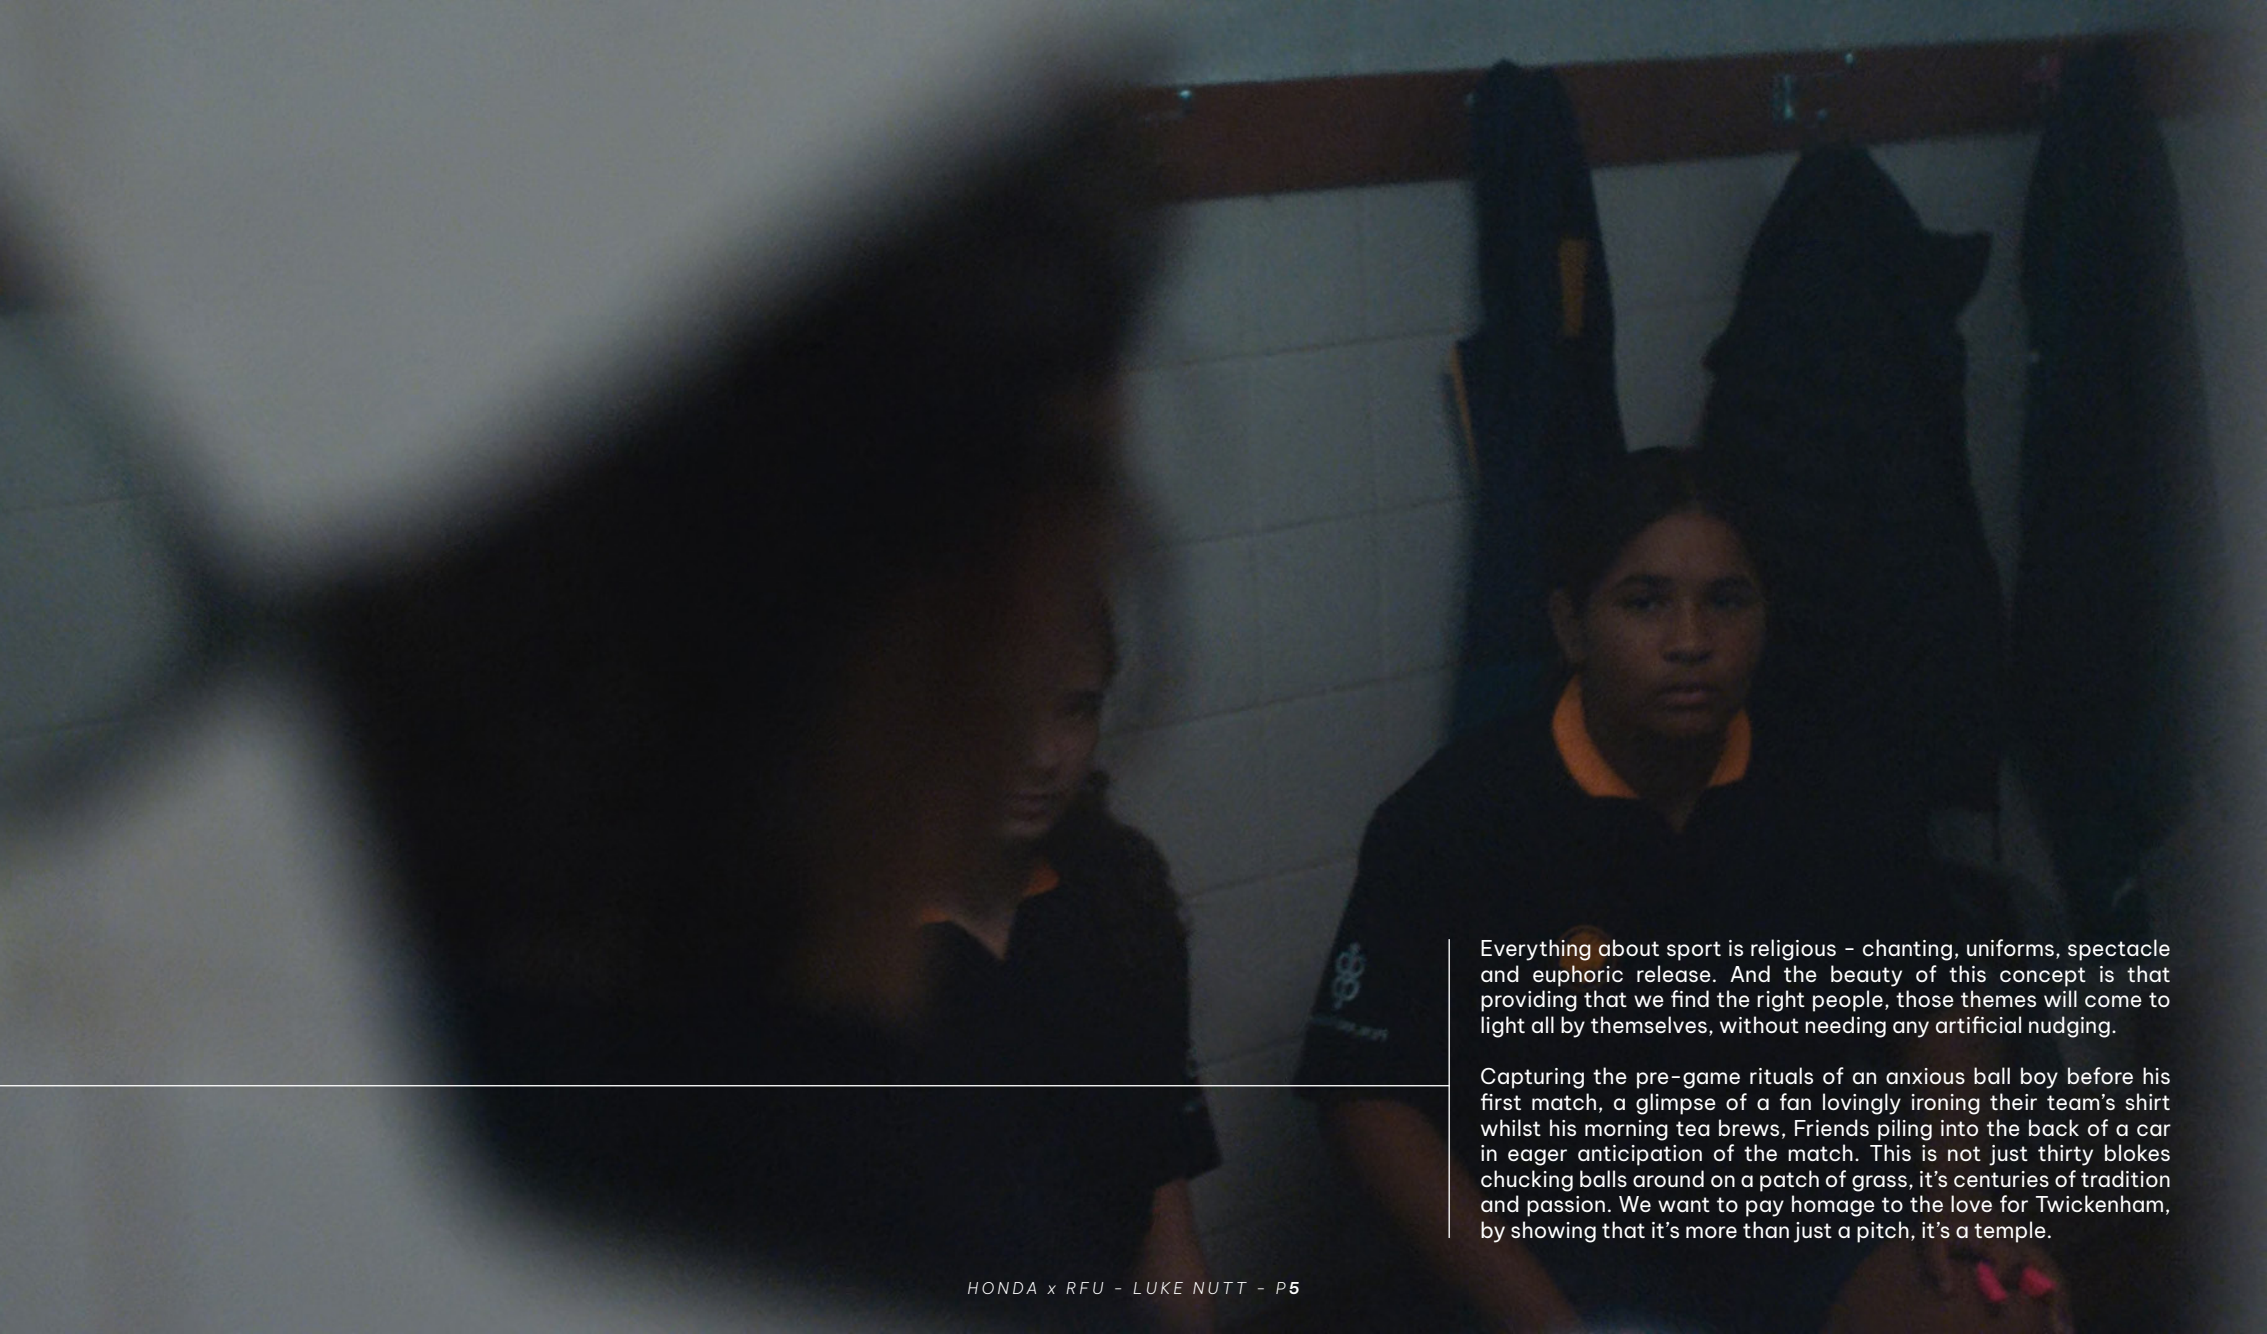 Everything about sport is religious - chanting, uniforms, spectacle
and euphoric release. And the beauty of this concept is that
providing that we find the right people, those themes will come to
light all by themselves, without needing any artificial nudging.
Capturing the pre-game rituals of an anxious ball boy before his
first match, a glimpse of a fan lovingly ironing their team's shirt
whilst his morning tea brews, Friends piling into the back of a car
in eager anticipation of the match. This is not just thirty blokes
chucking balls around on a patch of grass, it's centuries of tradition
and passion. We want to pay homage to the love for Twickenham,
by showing that it's more than just a pitch, it's a temple.
HONDA x RFU - LUKE NUTT - P5